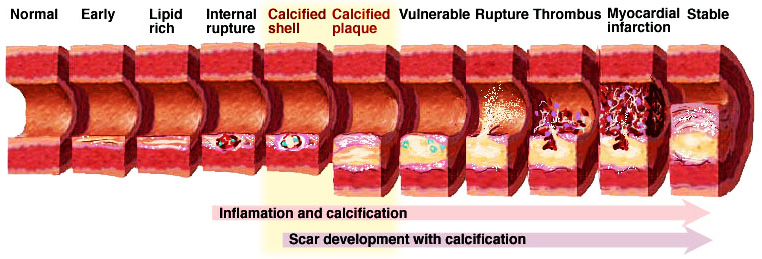 Normal
Early
Lipid
rich
Internal
rupture
Calcified
shell
Calcified
plaque
Vulnerable
Rupture
Thrombus
Myocardial
infarction
Stable
Inflamation and calcification
Scar development with calcification